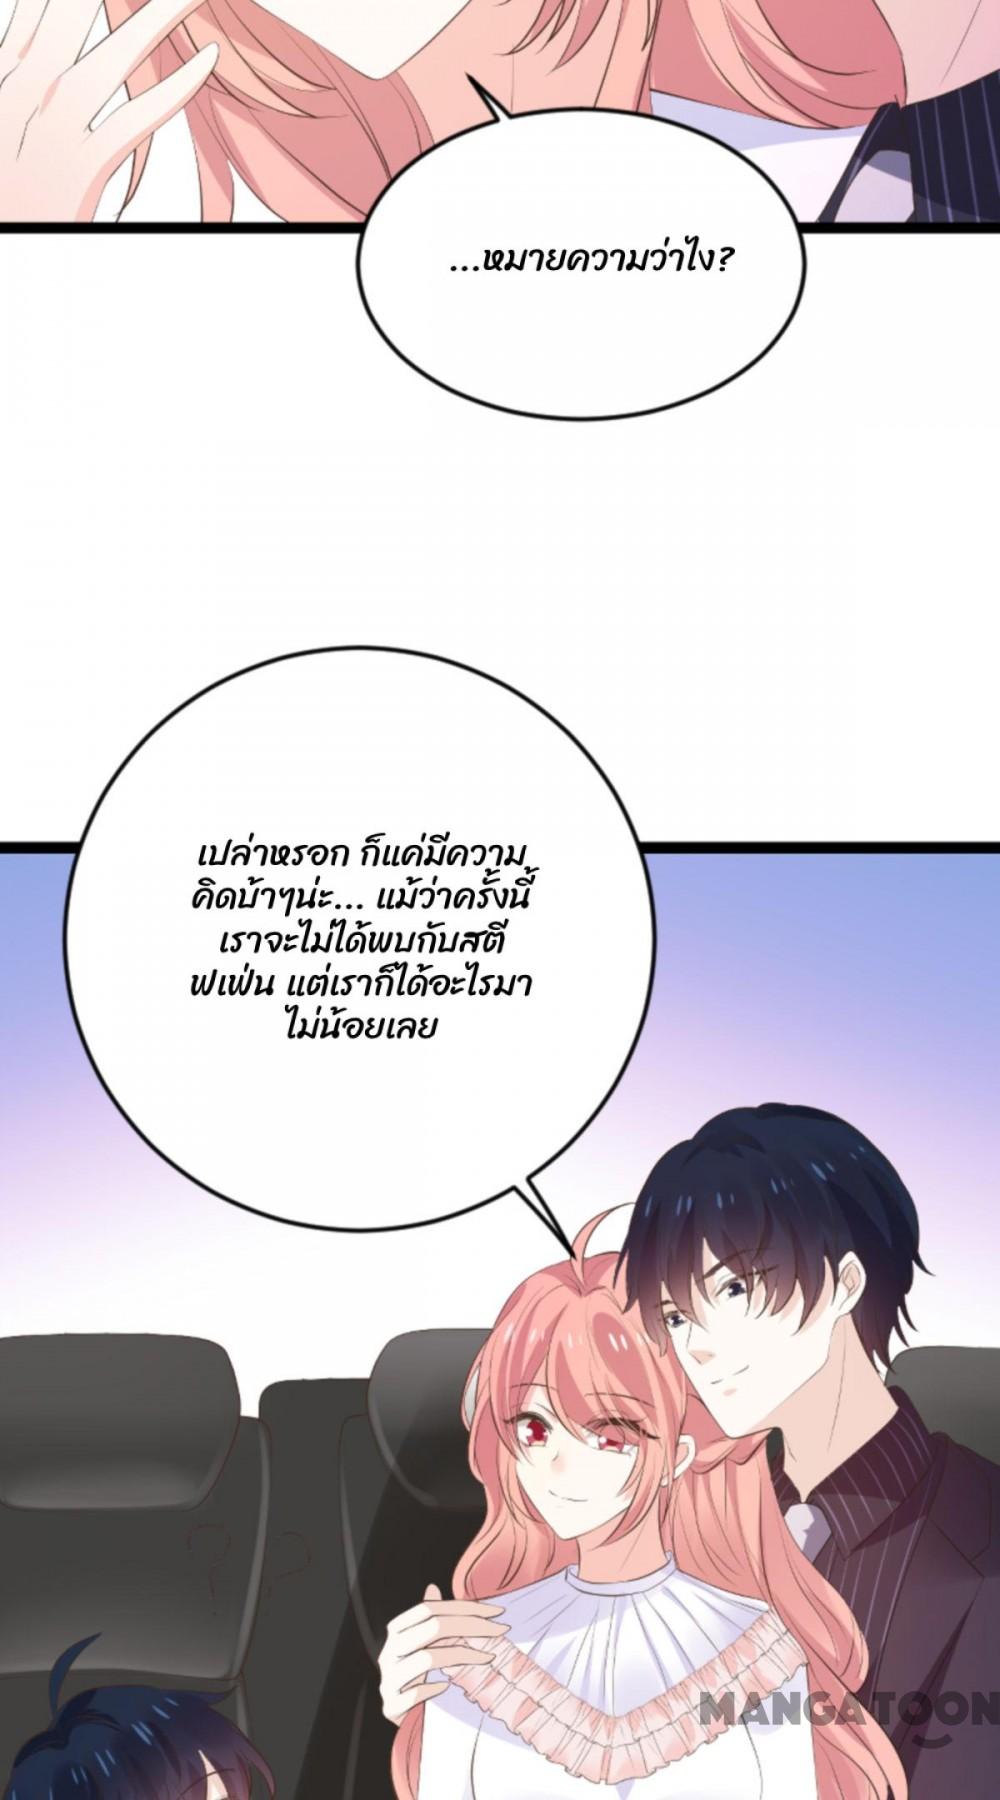 ...หมายความว่าไง?
เปล่าหรอก ก็แค่มีความ
คิดบ้าๆน่ะ... แม้ว่าครั้งนี้
เราจะไม่ได้พบกับสตี
ฟเฟ่น แต่เราก็ได้อะไรมา
ไม่น้อยเลย
MANGATOON